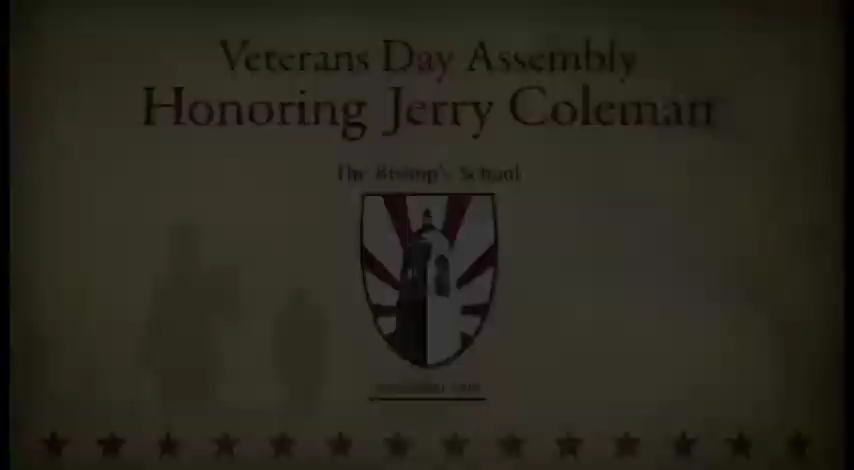 Veterans Day Assembly
Honoring Jerry Coleman
The Bishop's School